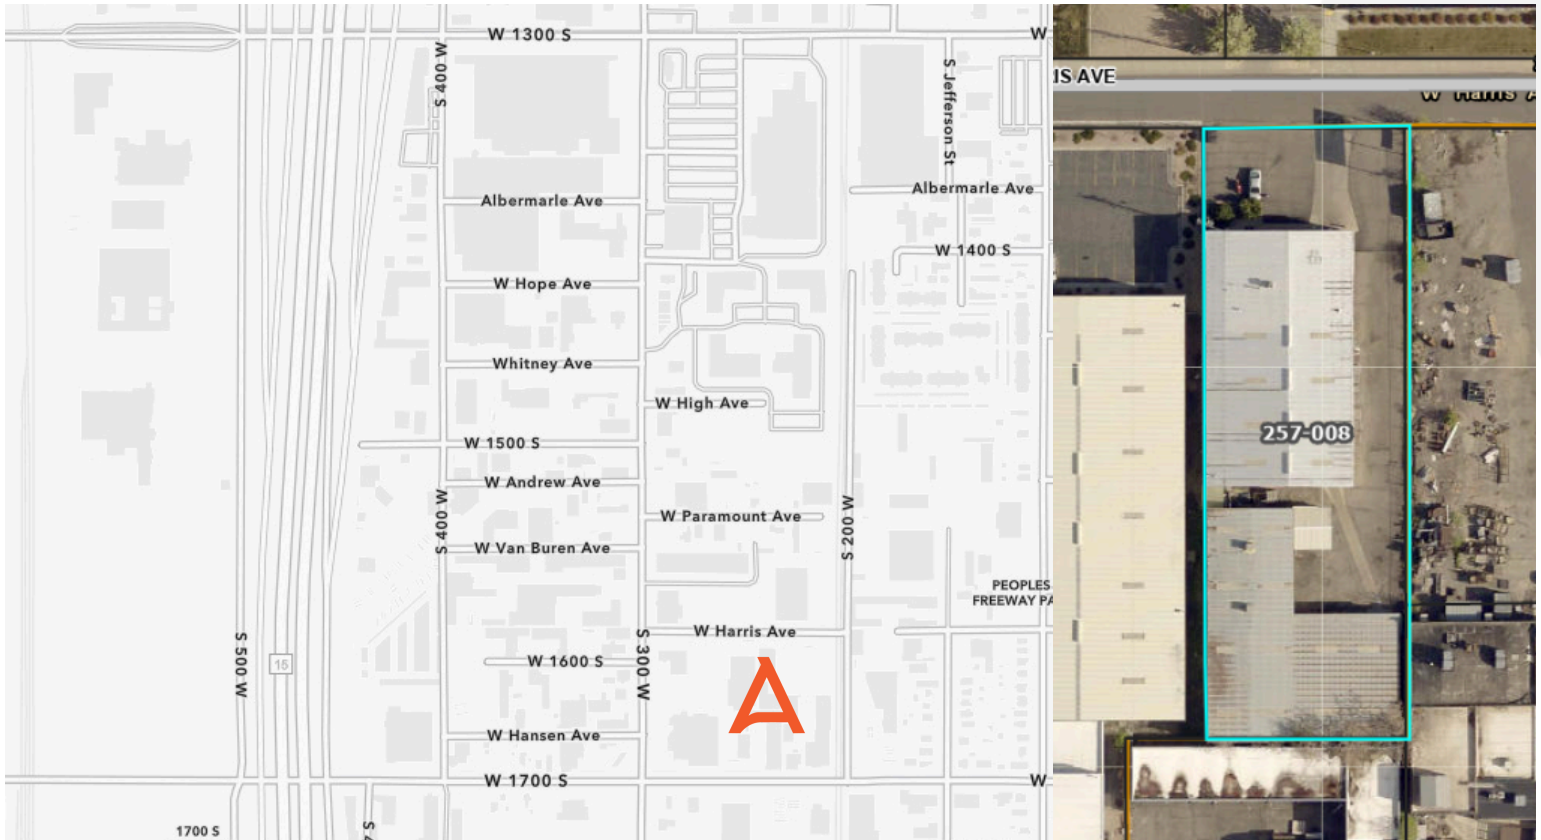 W 1300 S
W
S 400 W
S Jefferson St
Albermarle Ave
Albermarle Ave
W 1400 S
W Hope Ave
Whitney Ave
W High Ave
W 1500 S
W Andrew Ave
S 400 W
W Paramount Ave
S 200 W
W Van Buren Ave
PEOPLES
FREEWAY PA
W Harris Ave
S 500 W
15
W 1600 S
S 300 W
W Hansen Ave
W 1700 S
W
1700 S
IS AVE
W Harris A
257-008